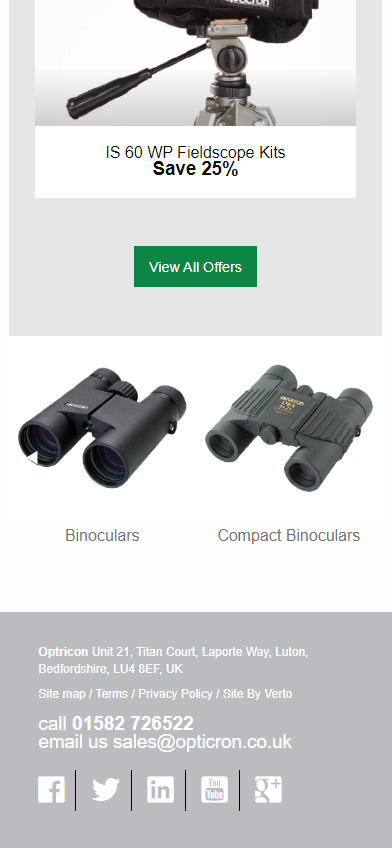 opticron
IS 60 WP Fieldscope Kits
Save 25%
View All Offers
OPTICRON
Binoculars
Compact Binoculars
Optricon Unit 21, Titan Court, Laporte Way, Luton,
Bedfordshire, LU4 8EF, UK
Site map / Terms / Privacy Policy / Site By Verto
call 01582 726522
email us sales@opticron.co.uk
You
Tube
g+